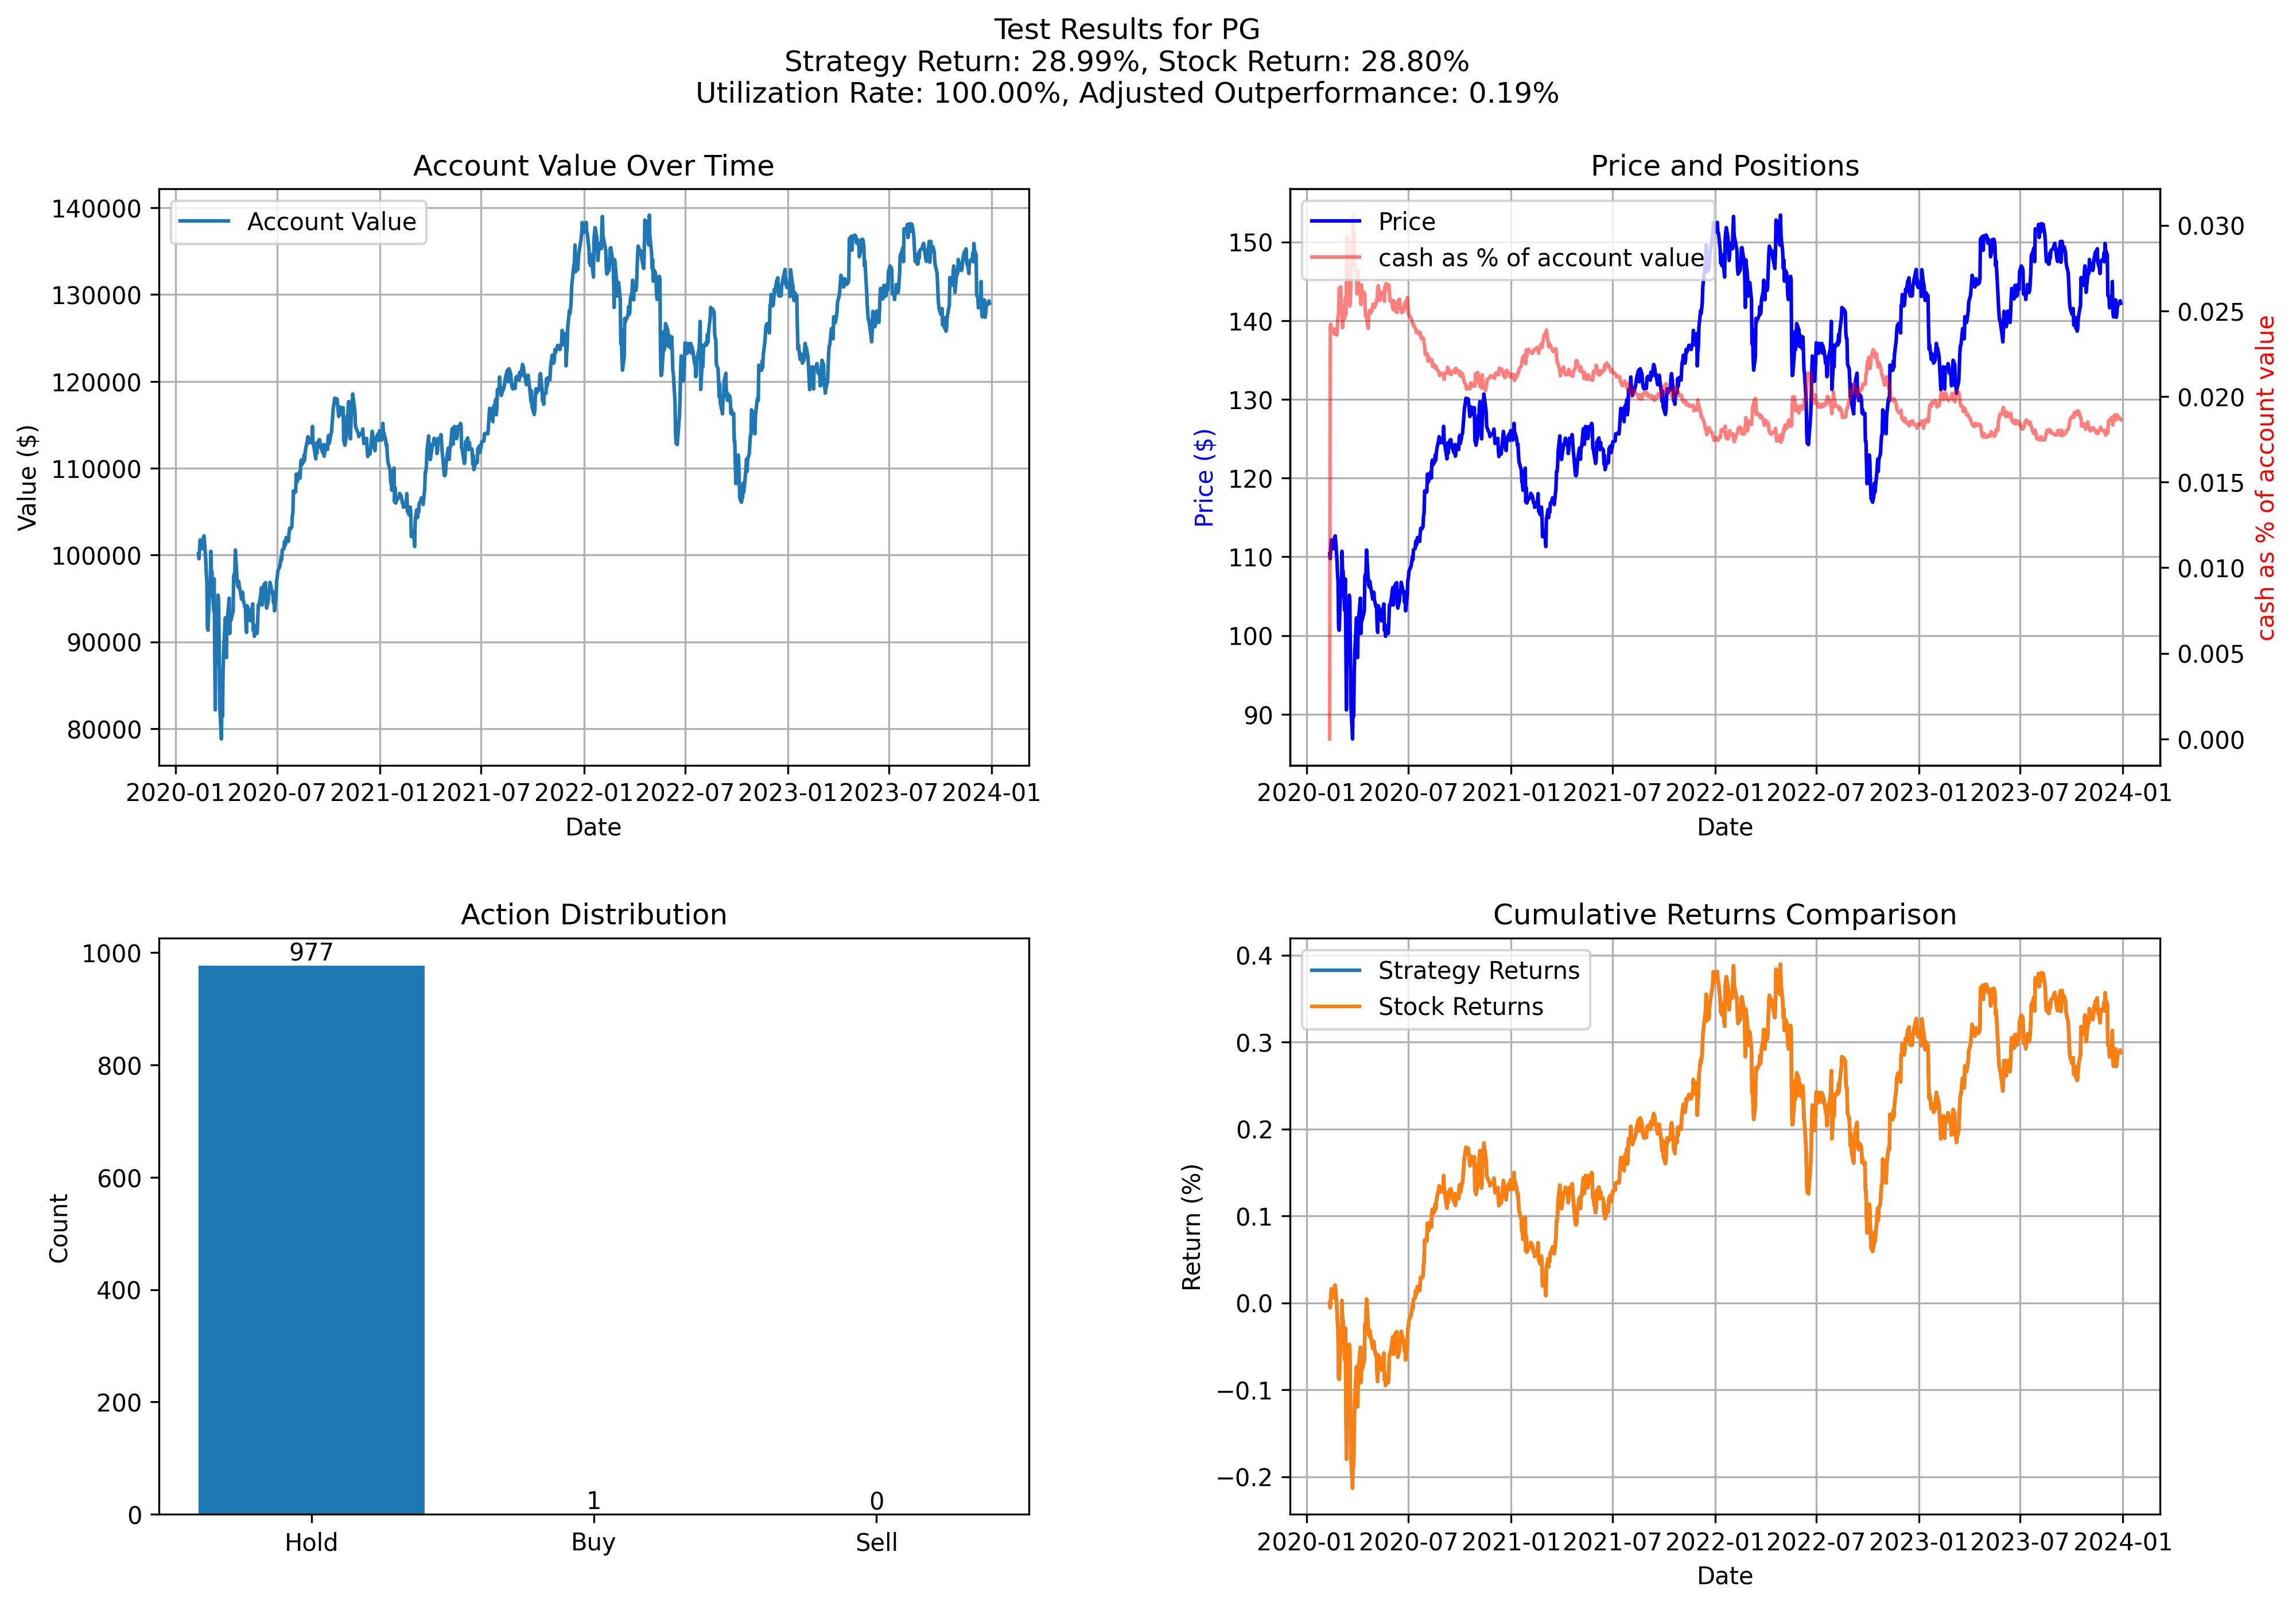 Test Results for PG
Strategy Return: 28.99%, Stock Return: 28.80%
Utilization Rate: 100.00%, Adjusted Outperformance: 0.19%
Account Value Over Time
Account Value
140000
130000
120000
110000
100000
90000
80000
Value ($)
2020-01 2020-07 2021-01 2021-07 2022-01 2022-07 2023-01 2023-07 2024-01
Date
Price and Positions
Price
cash as % of account value
150
140
130
120
110
100
90
Price ($)
0.030
0.025
0.020
0.015
0.010
0.005
0.000
cash as % of account value
2020-01 2020-07 2021-01 2021-07 2022-01 2022-07 2023-01 2023-07 2024-01
Date
Action Distribution
1000
800
600
400
200
0
Count
977
1
0
Hold
Buy
Sell
Cumulative Returns Comparison
Strategy Returns
Stock Returns
0.4
0.3
0.2
0.1
0.0
−0.1
−0.2
Return (%)
2020-01 2020-07 2021-01 2021-07 2022-01 2022-07 2023-01 2023-07 2024-01
Date